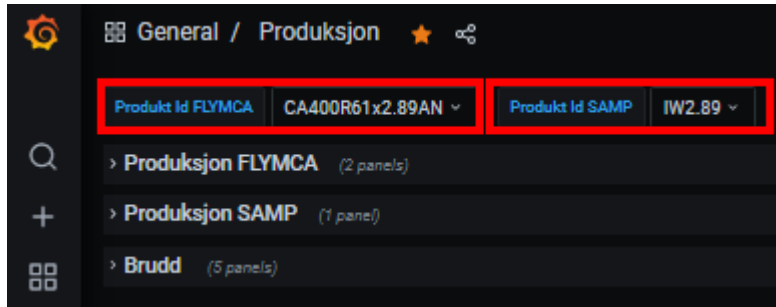 General / Produksjon
Produkt Id FLYMCA CA400R61x2.89AN Produkt Id SAMP IW2.89
Produksjon FLYMCA (2 panels)
Produksjon SAMP (1 panel)
Brudd (5 panels)